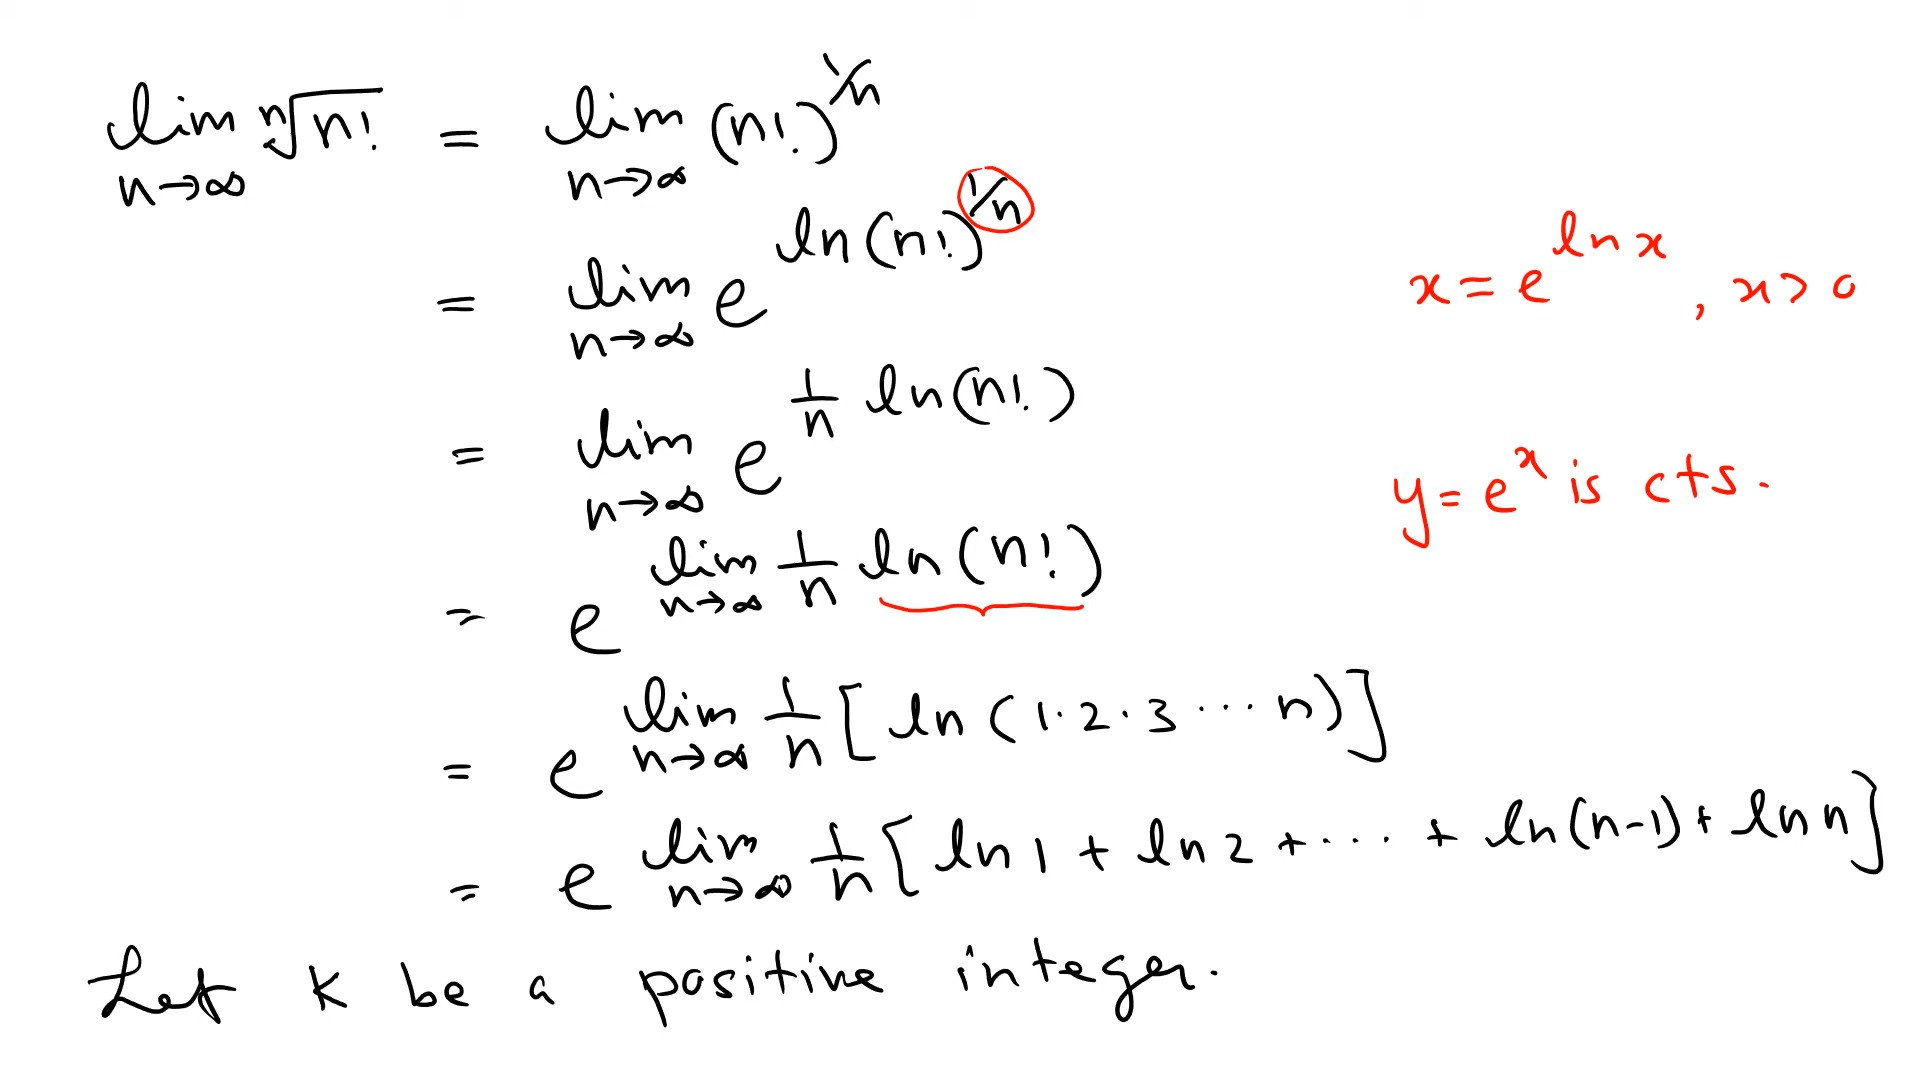 lim n→∞ ⁿ√n! = lim n→∞ (n!)^1/n
= lim n→∞ e^ln(n!)^1/n
x = e^ln x, x > 0
= lim n→∞ e^1/n ln(n!)
y = e^x is cts.
= e^lim n→∞ 1/n ln(n!)
= e^lim n→∞ 1/n [ln(1·2·3···n)]
= e^lim n→∞ 1/n [ln 1 + ln 2 + ··· + ln(n-1) + ln n]
Let k be a positive integer.